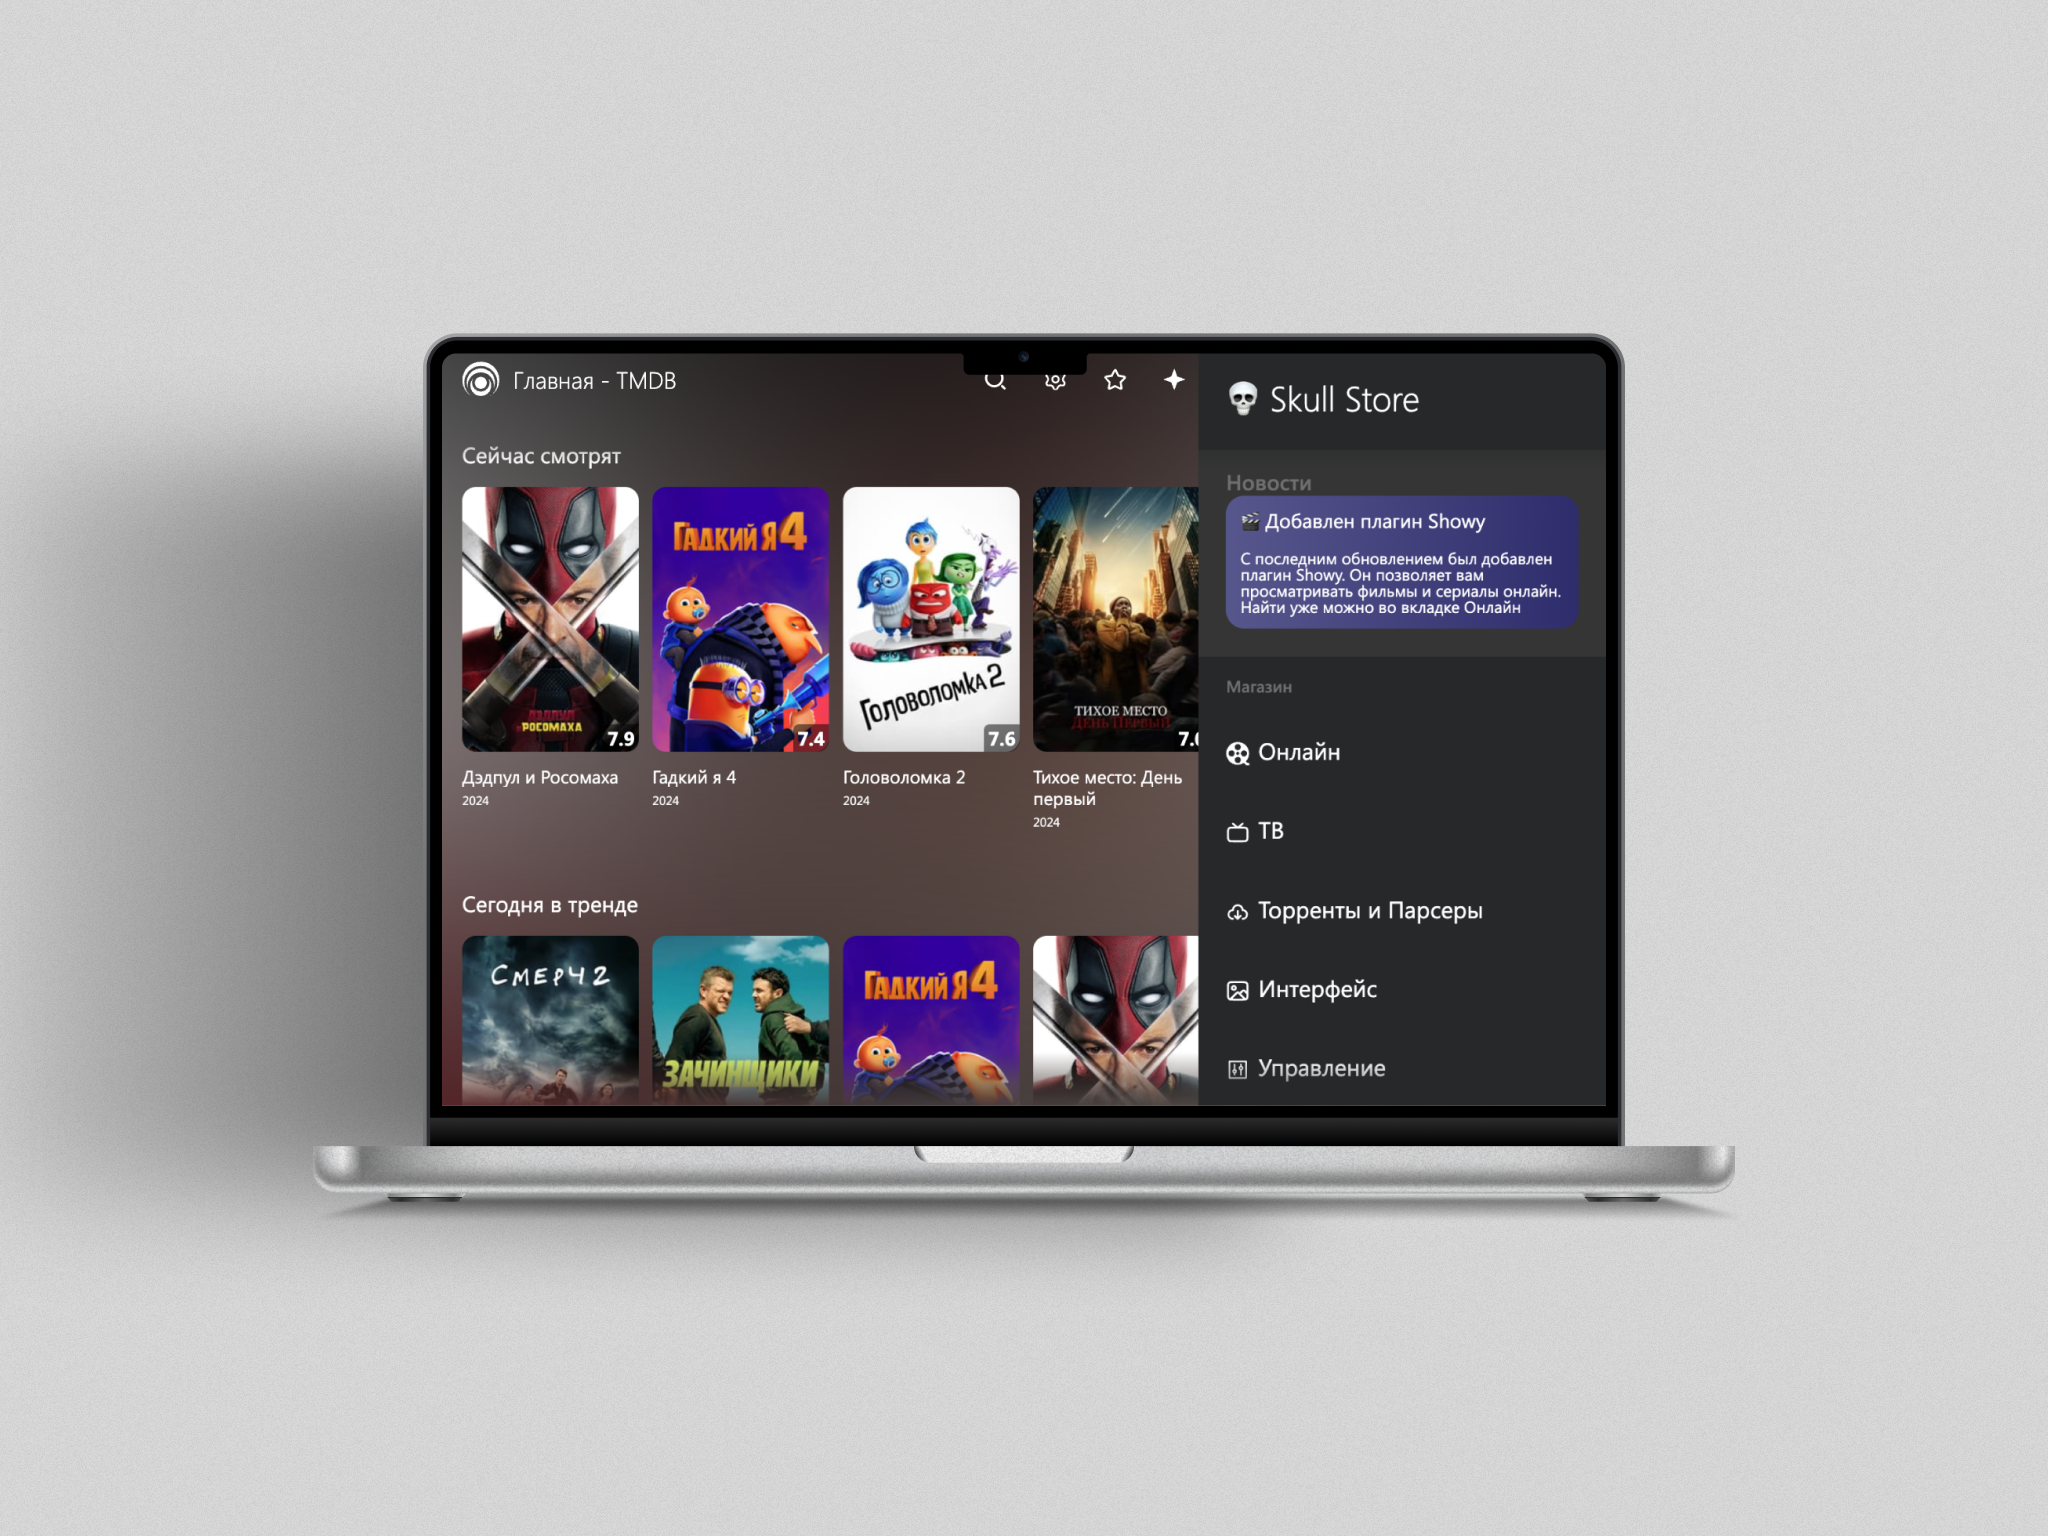 Главная - TMDB
Сейчас смотрят
ГАДКИЙ Я 4
ГОЛОВОЛОМКА 2
ТИХОЕ МЕСТО
ДЕНЬ ПЕРВЫЙ
ДЭДПУЛ
РОСОМАХА
7.9
7.4
7.6
Дэдпул и Росомаха
2024
Гадкий я 4
2024
Головоломка 2
2024
Тихое место: День
первый
2024
Сегодня в тренде
СМЕРЧ 2
ЗАЧИНЩИКИ
ГАДКИЙ Я 4
Skull Store
Новости
Добавлен плагин Showy
С последним обновлением был добавлен
плагин Showy. Он позволяет вам
просматривать фильмы и сериалы онлайн.
Найти уже можно во вкладке Онлайн
Магазин
Онлайн
ТВ
Торренты и Парсеры
Интерфейс
Управление